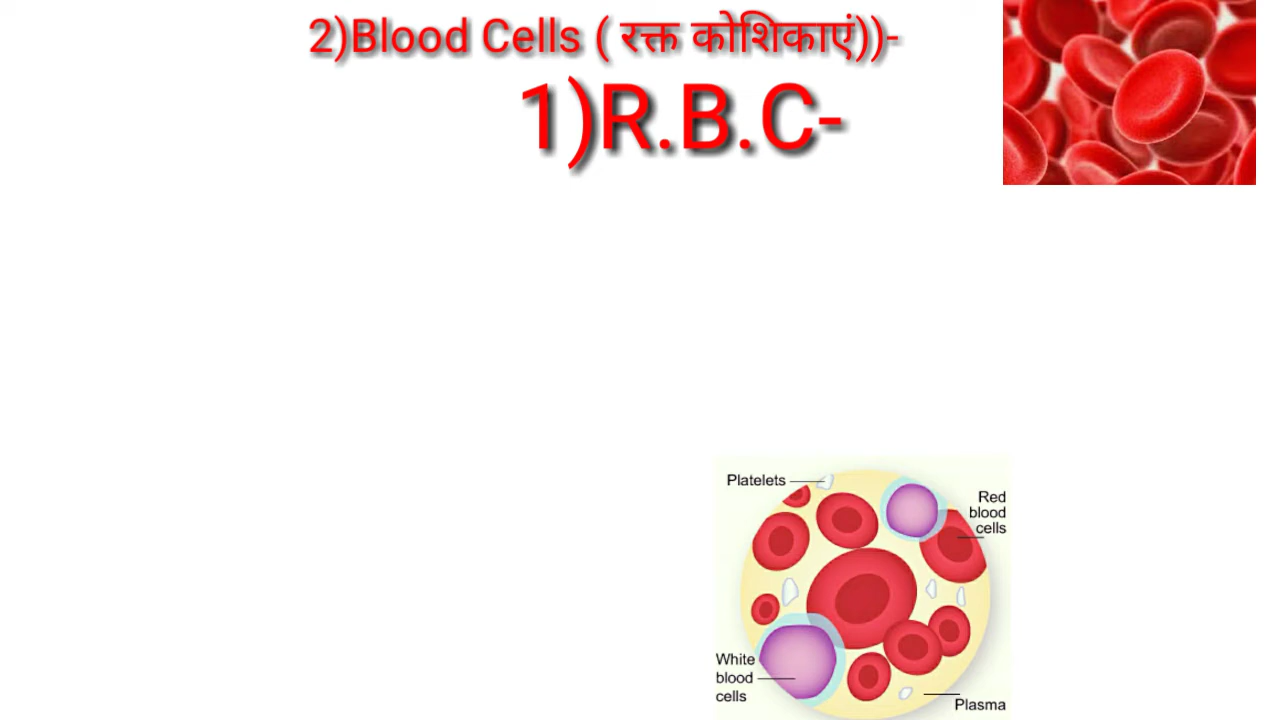 2)Blood Cells ( रक्त कोशिकाएं))-
1)R.B.C-
Platelets
Red
blood
cells
White
blood
cells
Plasma